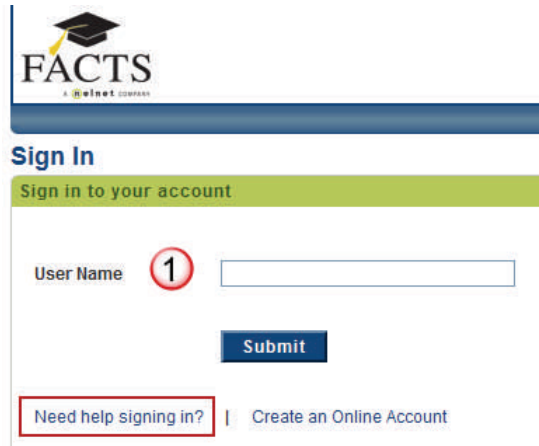 FACTS
A Nelnet COMPANY
Sign In
Sign in to your account
User Name 1
Submit
Need help signing in? | Create an Online Account